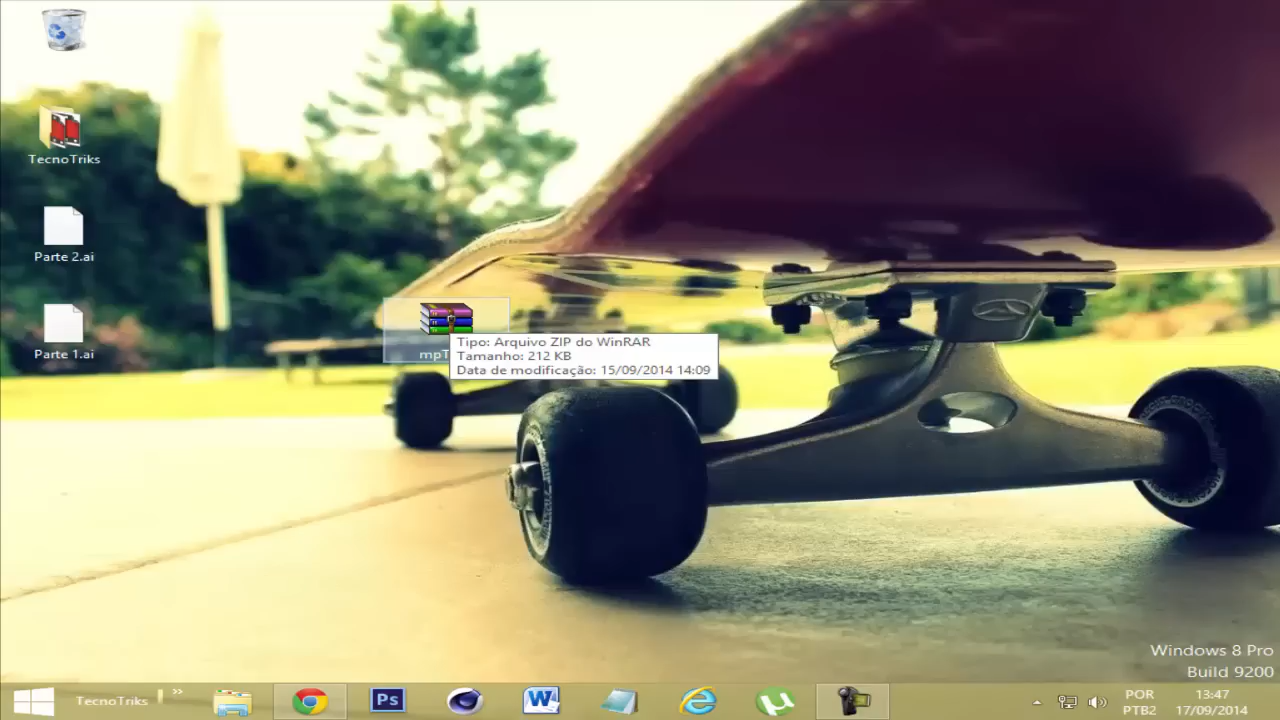 TecnoTriks
Parte 2.ai
Parte 1.ai
Tipo: Arquivo ZIP do WinRAR
Tamanho: 212 KB
Data de modificação: 15/09/2014 14:09
Windows 8 Pro
Build 9200
TecnoTriks
Ps
W
POR
PTB2
13:47
17/09/2014